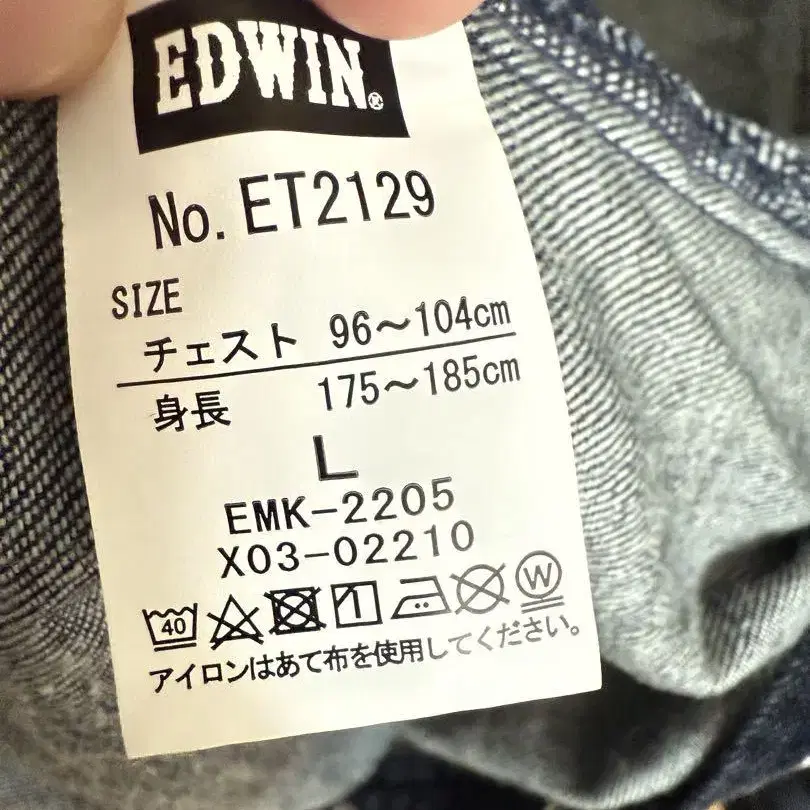 EDWIN®
No. ET2129
SIZE
チェスト 96～104cm
身長 175～185cm
L
EMK-2205
X03-02210
40 W
アイロンはあて布を使用してください。